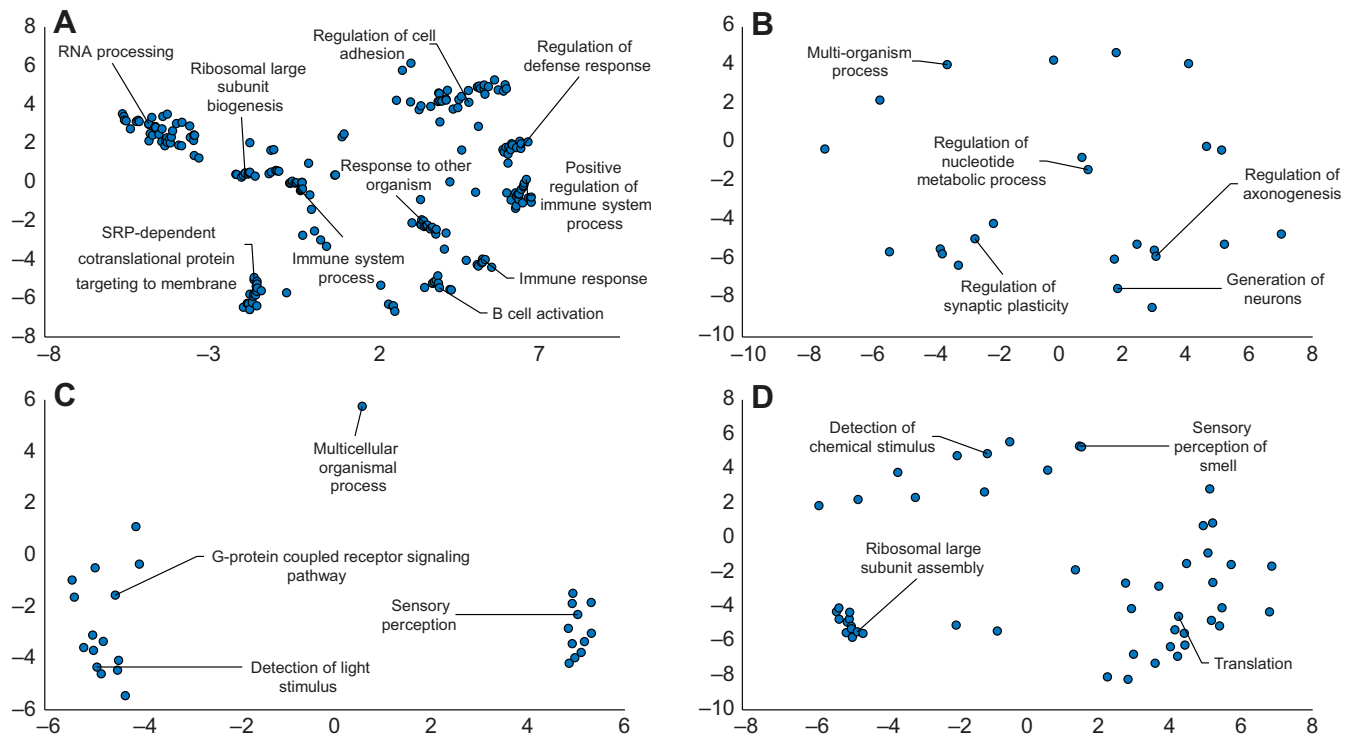 A
8
6
4
2
0
–2
–4
–6
–8
–8
–3
2
7
RNA processing
Ribosomal large
subunit
biogenesis
Regulation of cell
adhesion
Regulation of
defense response
Response to other
organism
Positive
regulation of
immune system
process
SRP-dependent
cotranslational protein
targeting to membrane
Immune system
process
Immune response
B cell activation
B
6
4
2
0
–2
–4
–6
–8
–10
–10
–8
–6
–4
–2
0
2
4
6
8
Multi-organism
process
Regulation of
nucleotide
metabolic process
Regulation of
axonogenesis
Regulation of
synaptic plasticity
Generation of
neurons
C
6
4
2
0
–2
–4
–6
–6
–4
–2
0
2
4
6
Multicellular
organismal
process
G-protein coupled receptor signaling
pathway
Sensory
perception
Detection of light
stimulus
D
8
6
4
2
0
–2
–4
–6
–8
–10
–8
–6
–4
–2
0
2
4
6
8
Detection of
chemical stimulus
Sensory
perception of
smell
Ribosomal large
subunit assembly
Translation